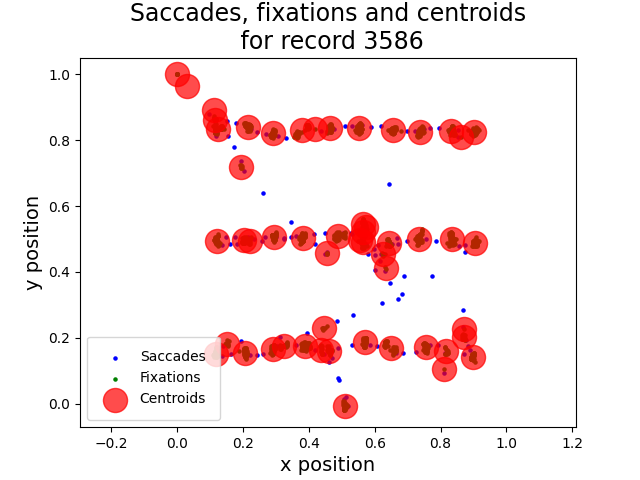 Saccades, fixations and centroids
for record 3586
y position
1.0
0.8
0.6
0.4
0.2
0.0
Saccades
Fixations
Centroids
−0.2
0.0
0.2
0.4
0.6
0.8
1.0
1.2
x position